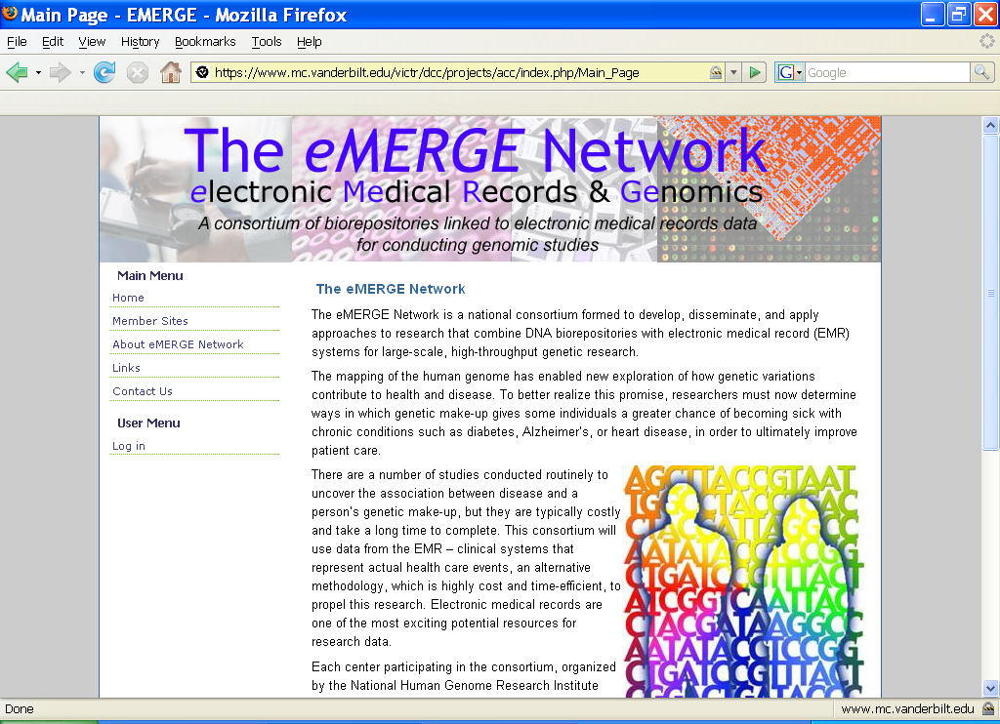 Main Page - EMERGE - Mozilla Firefox
File Edit View History Bookmarks Tools Help
https://www.mc.vanderbilt.edu/victr/dcc/projects/acc/index.php/Main_Page
G Google
The eMERGE Network
electronic Medical Records & Genomics
A consortium of biorepositories linked to electronic medical records data
for conducting genomic studies
Main Menu
Home
Member Sites
About eMERGE Network
Links
Contact Us
User Menu
Log in
The eMERGE Network
The eMERGE Network is a national consortium formed to develop, disseminate, and apply
approaches to research that combine DNA biorepositories with electronic medical record (EMR)
systems for large-scale, high-throughput genetic research.
The mapping of the human genome has enabled new exploration of how genetic variations
contribute to health and disease. To better realize this promise, researchers must now determine
ways in which genetic make-up gives some individuals a greater chance of becoming sick with
chronic conditions such as diabetes, Alzheimer's, or heart disease, in order to ultimately improve
patient care.
There are a number of studies conducted routinely to
uncover the association between disease and a
person's genetic make-up, but they are typically costly
and take a long time to complete. This consortium will
use data from the EMR – clinical systems that
represent actual health care events, an alternative
methodology, which is highly cost and time-efficient, to
propel this research. Electronic medical records are
one of the most exciting potential resources for
research data.
Each center participating in the consortium, organized
by the National Human Genome Research Institute
AGCTTACCGTAAT
Done
www.mc.vanderbilt.edu